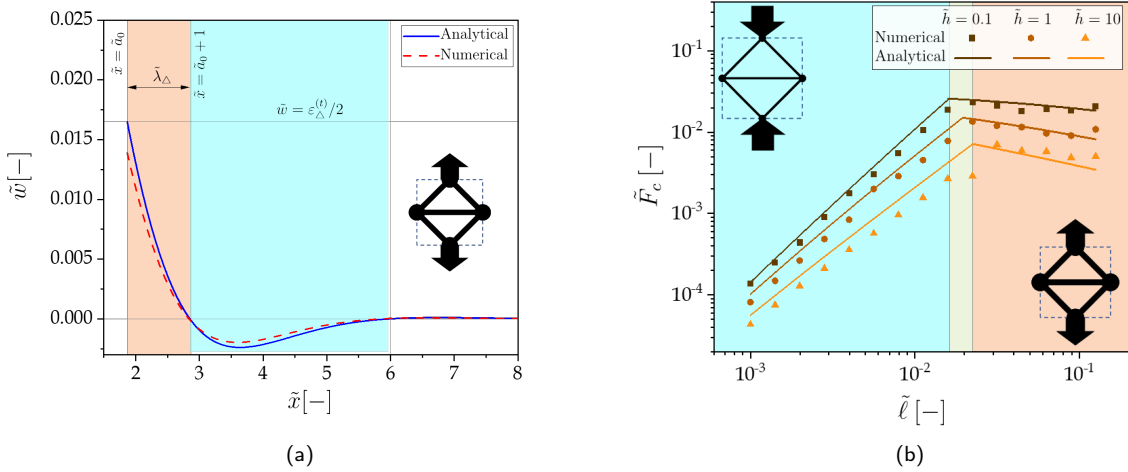 0.025
0.020
0.015
0.010
0.005
0.000
w̃[−]
x̃ = ã₀
λ̃△
x̃ = ã₀ + 1
w̃ = ε△⁽ᵗ⁾/2
Analytical
Numerical
2 3 4 5 6 7 8
x̃[−]
(a)
h̃ = 0.1 h̃ = 1 h̃ = 10
Numerical
Analytical
10⁻¹
10⁻²
10⁻³
10⁻⁴
F̃c [−]
10⁻³ 10⁻² 10⁻¹
ℓ̃ [−]
(b)